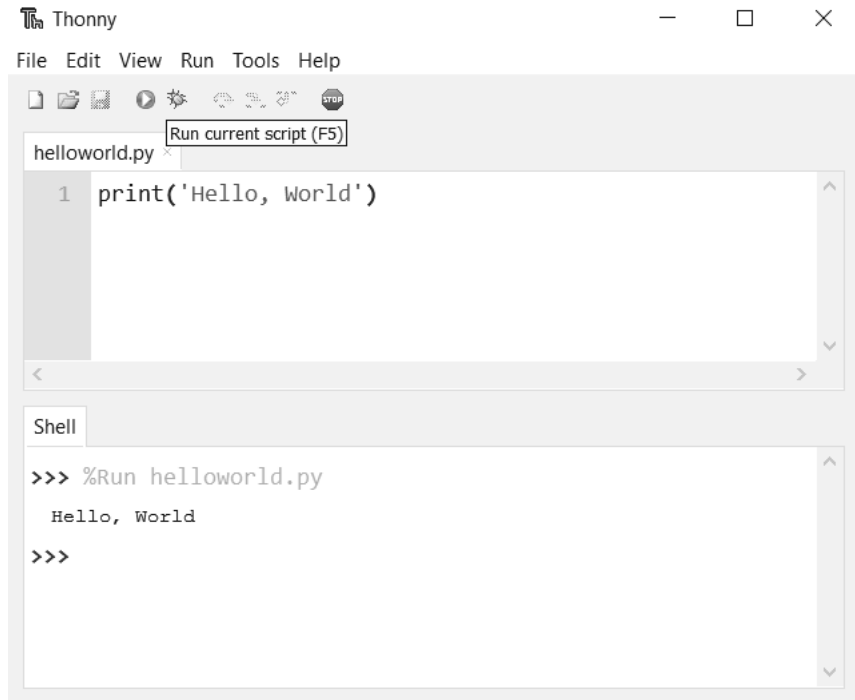 Thonny
File Edit View Run Tools Help
STOP
Run current script (F5)
helloworld.py ×
1 print('Hello, World')
Shell
>>> %Run helloworld.py
Hello, World
>>>